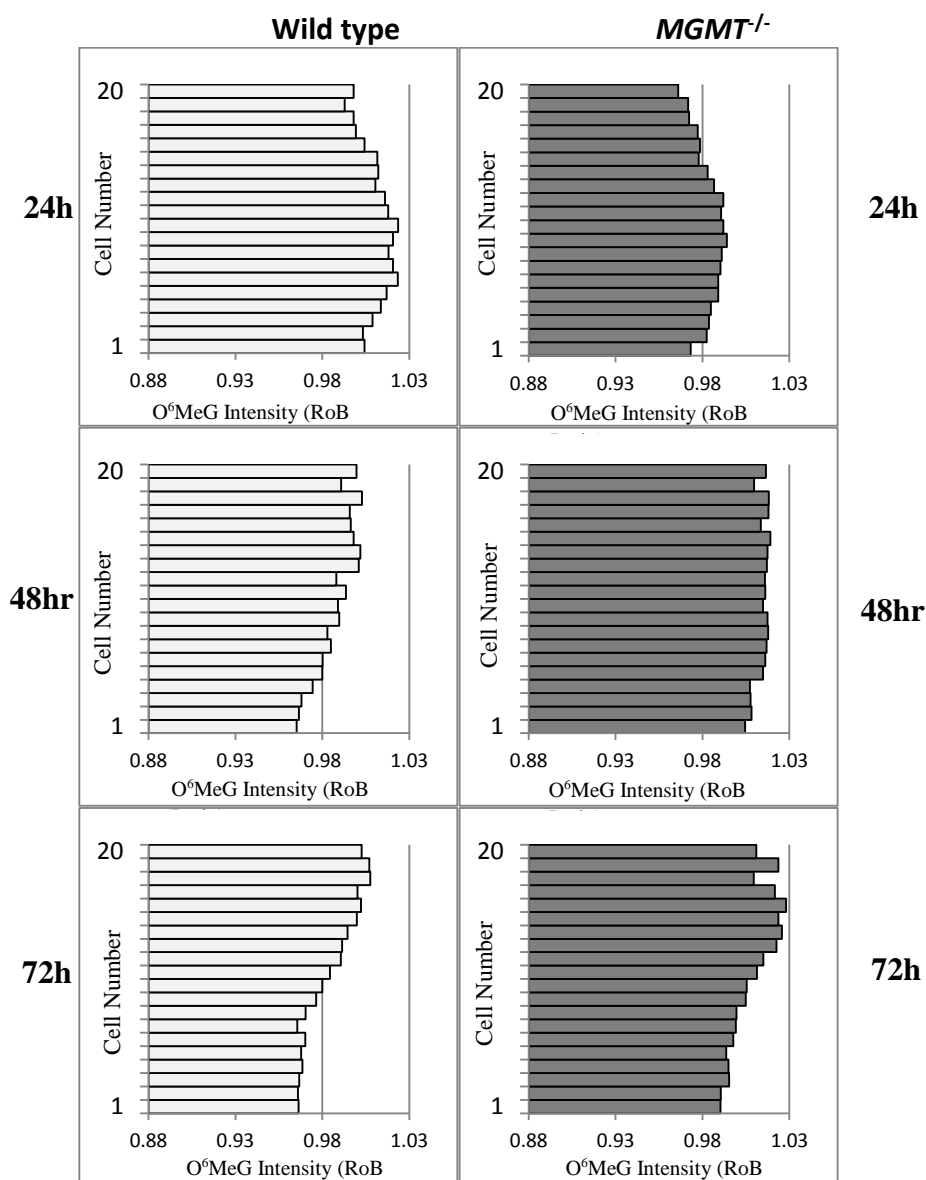 Wild type
MGMT-/-
24h
20
Cell Number
1
0.88 0.93 0.98 1.03
O⁶MeG Intensity (RoB
20
Cell Number
1
0.88 0.93 0.98 1.03
O⁶MeG Intensity (RoB
24h
48hr
20
Cell Number
1
0.88 0.93 0.98 1.03
O⁶MeG Intensity (RoB
20
Cell Number
1
0.88 0.93 0.98 1.03
O⁶MeG Intensity (RoB
48hr
72h
20
Cell Number
1
0.88 0.93 0.98 1.03
O⁶MeG Intensity (RoB
20
Cell Number
1
0.88 0.93 0.98 1.03
O⁶MeG Intensity (RoB
72h